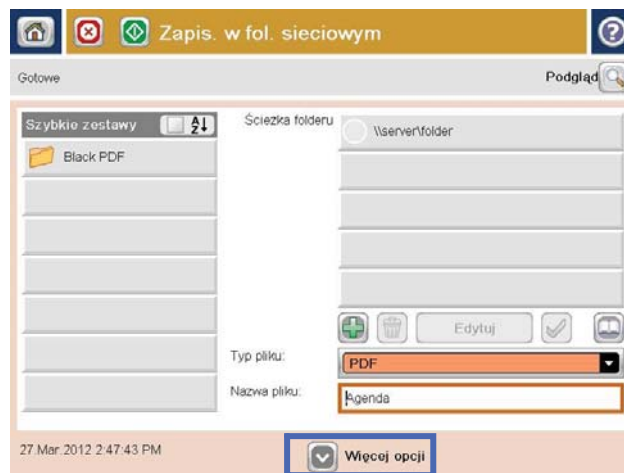 Zapis. w fol. sieciowym
Gotowe
Podgląd
Szybkie zestawy
Black PDF
Ścieżka folderu
\\server\folder
Edytuj
Typ pliku:
PDF
Nazwa pliku:
Agenda
27.Mar.2012 2:47:43 PM
Więcej opcji